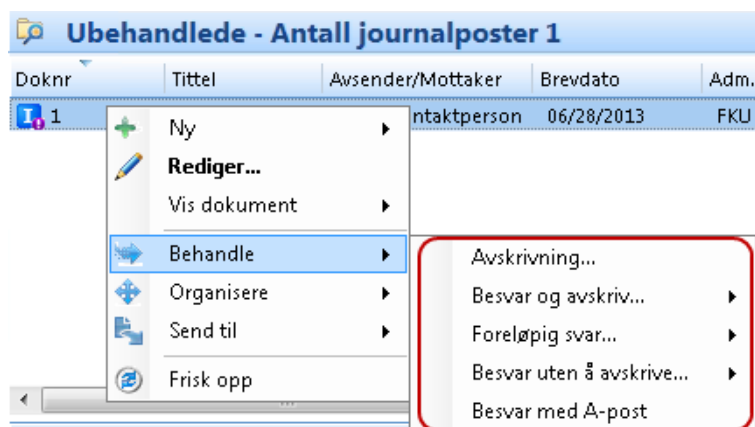 Ubehandlede - Antall journalposter 1
Doknr Tittel Avsender/Mottaker Brevdato Adm.
1 ntaktperson 06/28/2013 FKU
Ny
Rediger...
Vis dokument
Behandle
Organisere
Send til
Frisk opp
Avskrivning...
Besvar og avskriv...
Foreløpig svar...
Besvar uten å avskrive...
Besvar med A-post